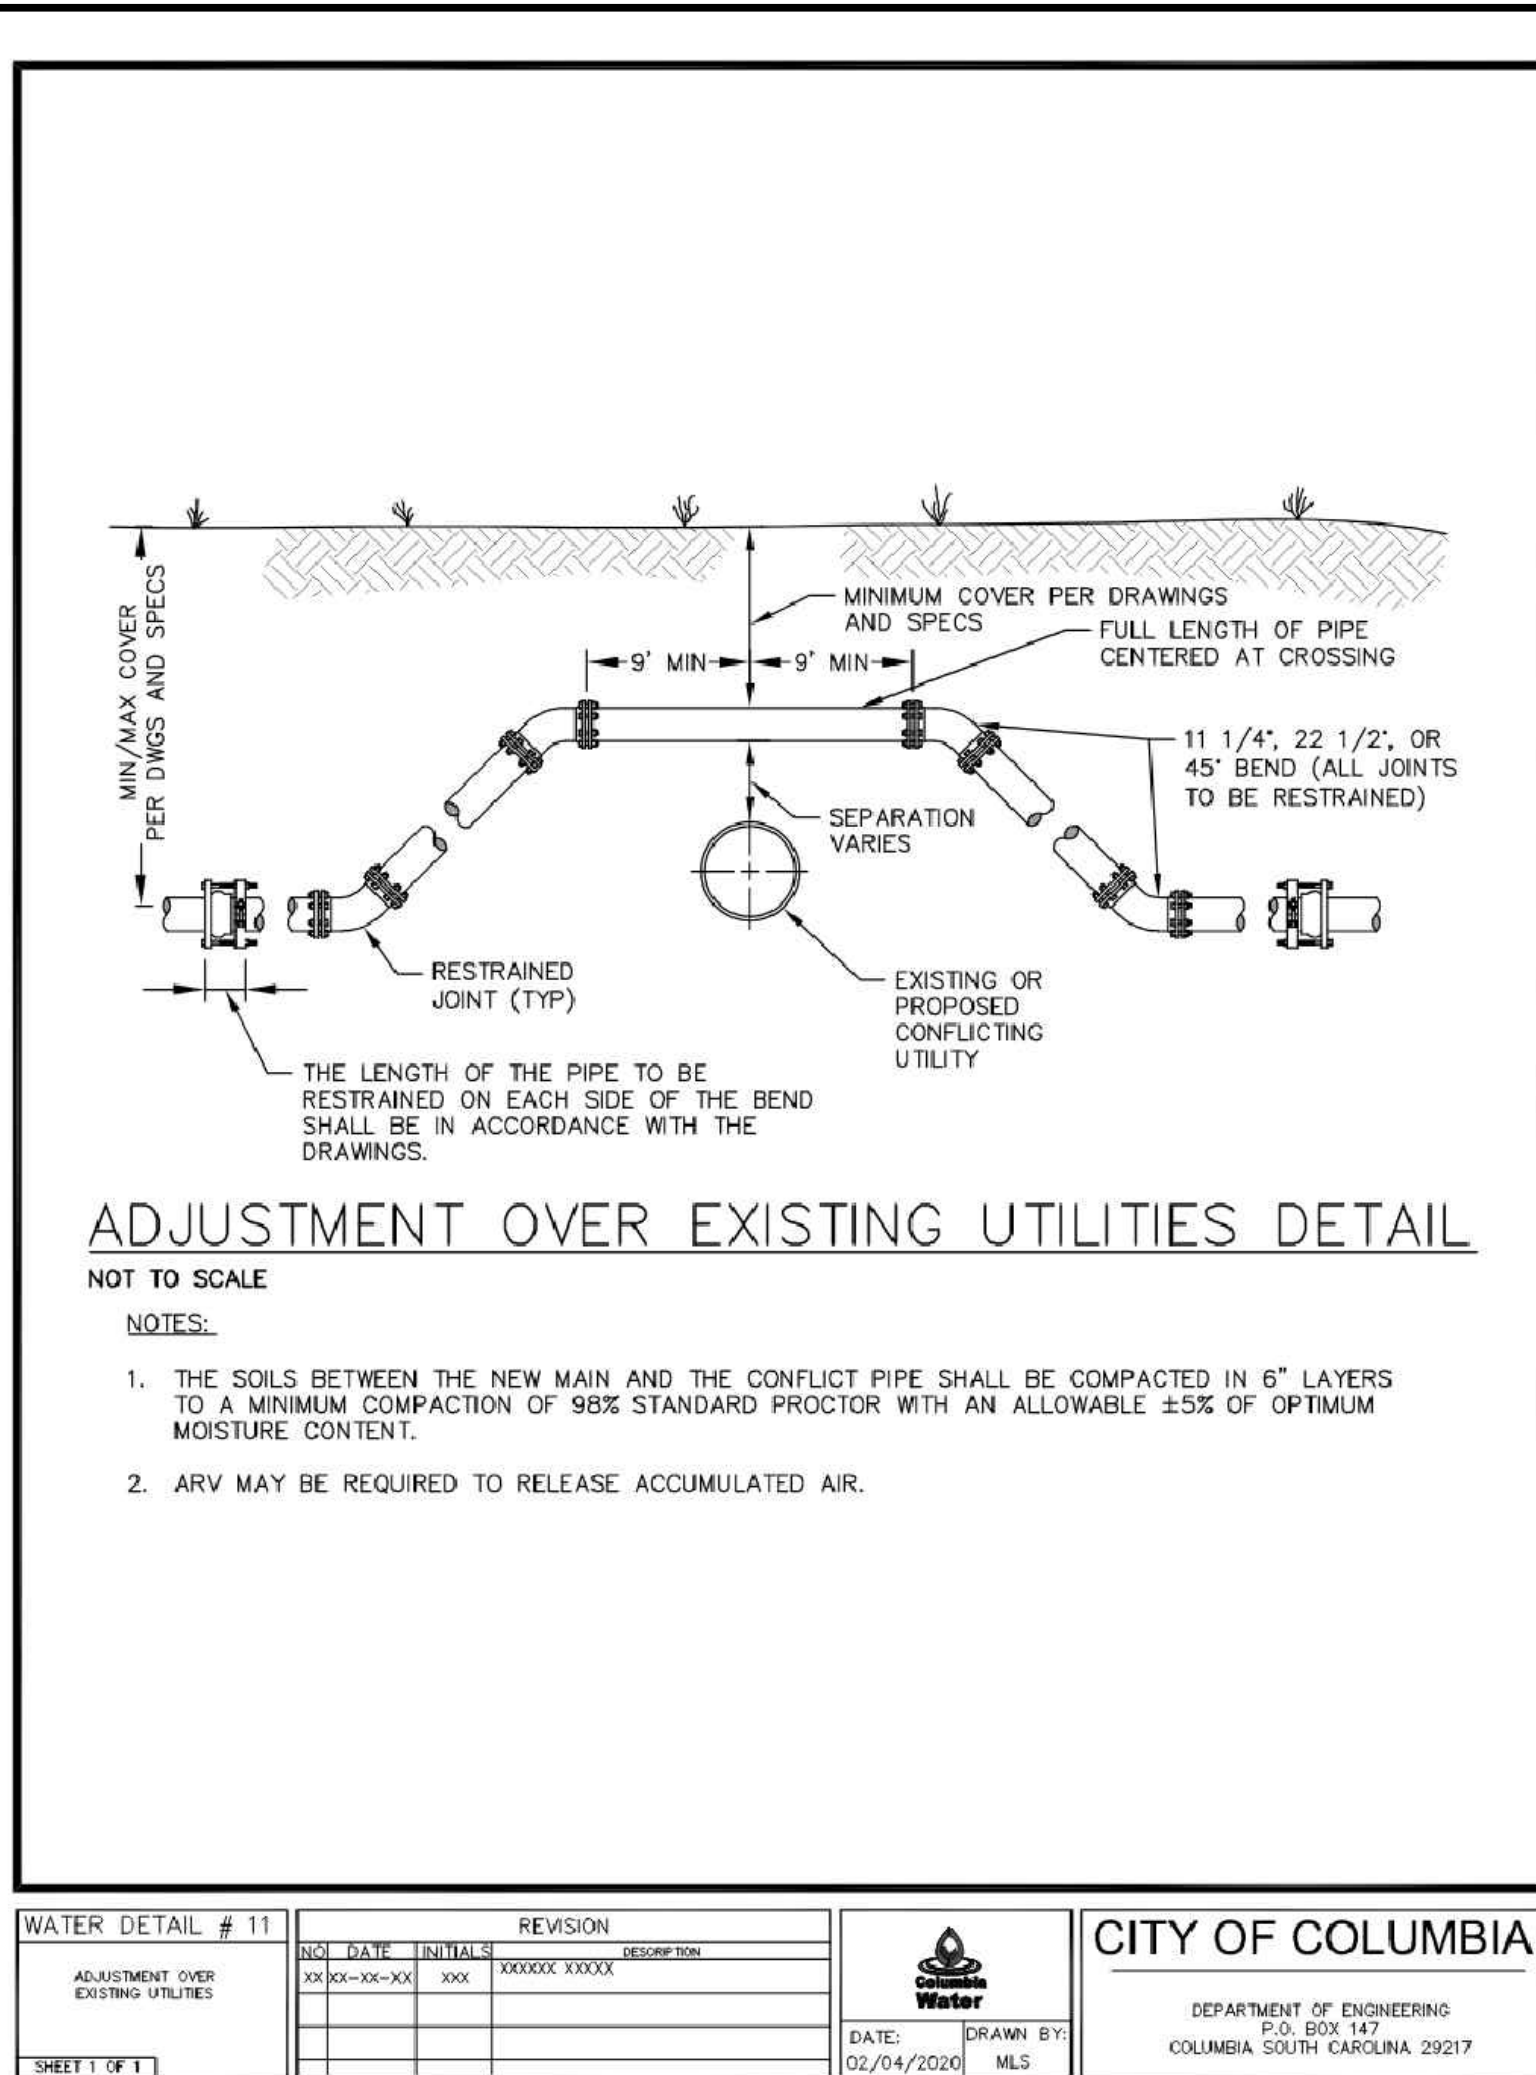 MIN/MAX COVER
PER DWGS AND SPECS
MINIMUM COVER PER DRAWINGS
AND SPECS
FULL LENGTH OF PIPE
CENTERED AT CROSSING
9' MIN
9' MIN
11 1/4°, 22 1/2°, OR
45° BEND (ALL JOINTS
TO BE RESTRAINED)
SEPARATION
VARIES
RESTRAINED
JOINT (TYP)
EXISTING OR
PROPOSED
CONFLICTING
UTILITY
THE LENGTH OF THE PIPE TO BE
RESTRAINED ON EACH SIDE OF THE BEND
SHALL BE IN ACCORDANCE WITH THE
DRAWINGS.
ADJUSTMENT OVER EXISTING UTILITIES DETAIL
NOT TO SCALE
NOTES:
1. THE SOILS BETWEEN THE NEW MAIN AND THE CONFLICT PIPE SHALL BE COMPACTED IN 6" LAYERS
TO A MINIMUM COMPACTION OF 98% STANDARD PROCTOR WITH AN ALLOWABLE ±5% OF OPTIMUM
MOISTURE CONTENT.
2. ARV MAY BE REQUIRED TO RELEASE ACCUMULATED AIR.
WATER DETAIL # 11
ADJUSTMENT OVER
EXISTING UTILITIES
SHEET 1 OF 1
REVISION
NO DATE INITIALS DESCRIPTION
XX XX-XX-XX XXX XXXXXX XXXXX
Columbia
Water
DATE:
02/04/2020
DRAWN BY:
MLS
CITY OF COLUMBIA
DEPARTMENT OF ENGINEERING
P.O. BOX 147
COLUMBIA SOUTH CAROLINA 29217